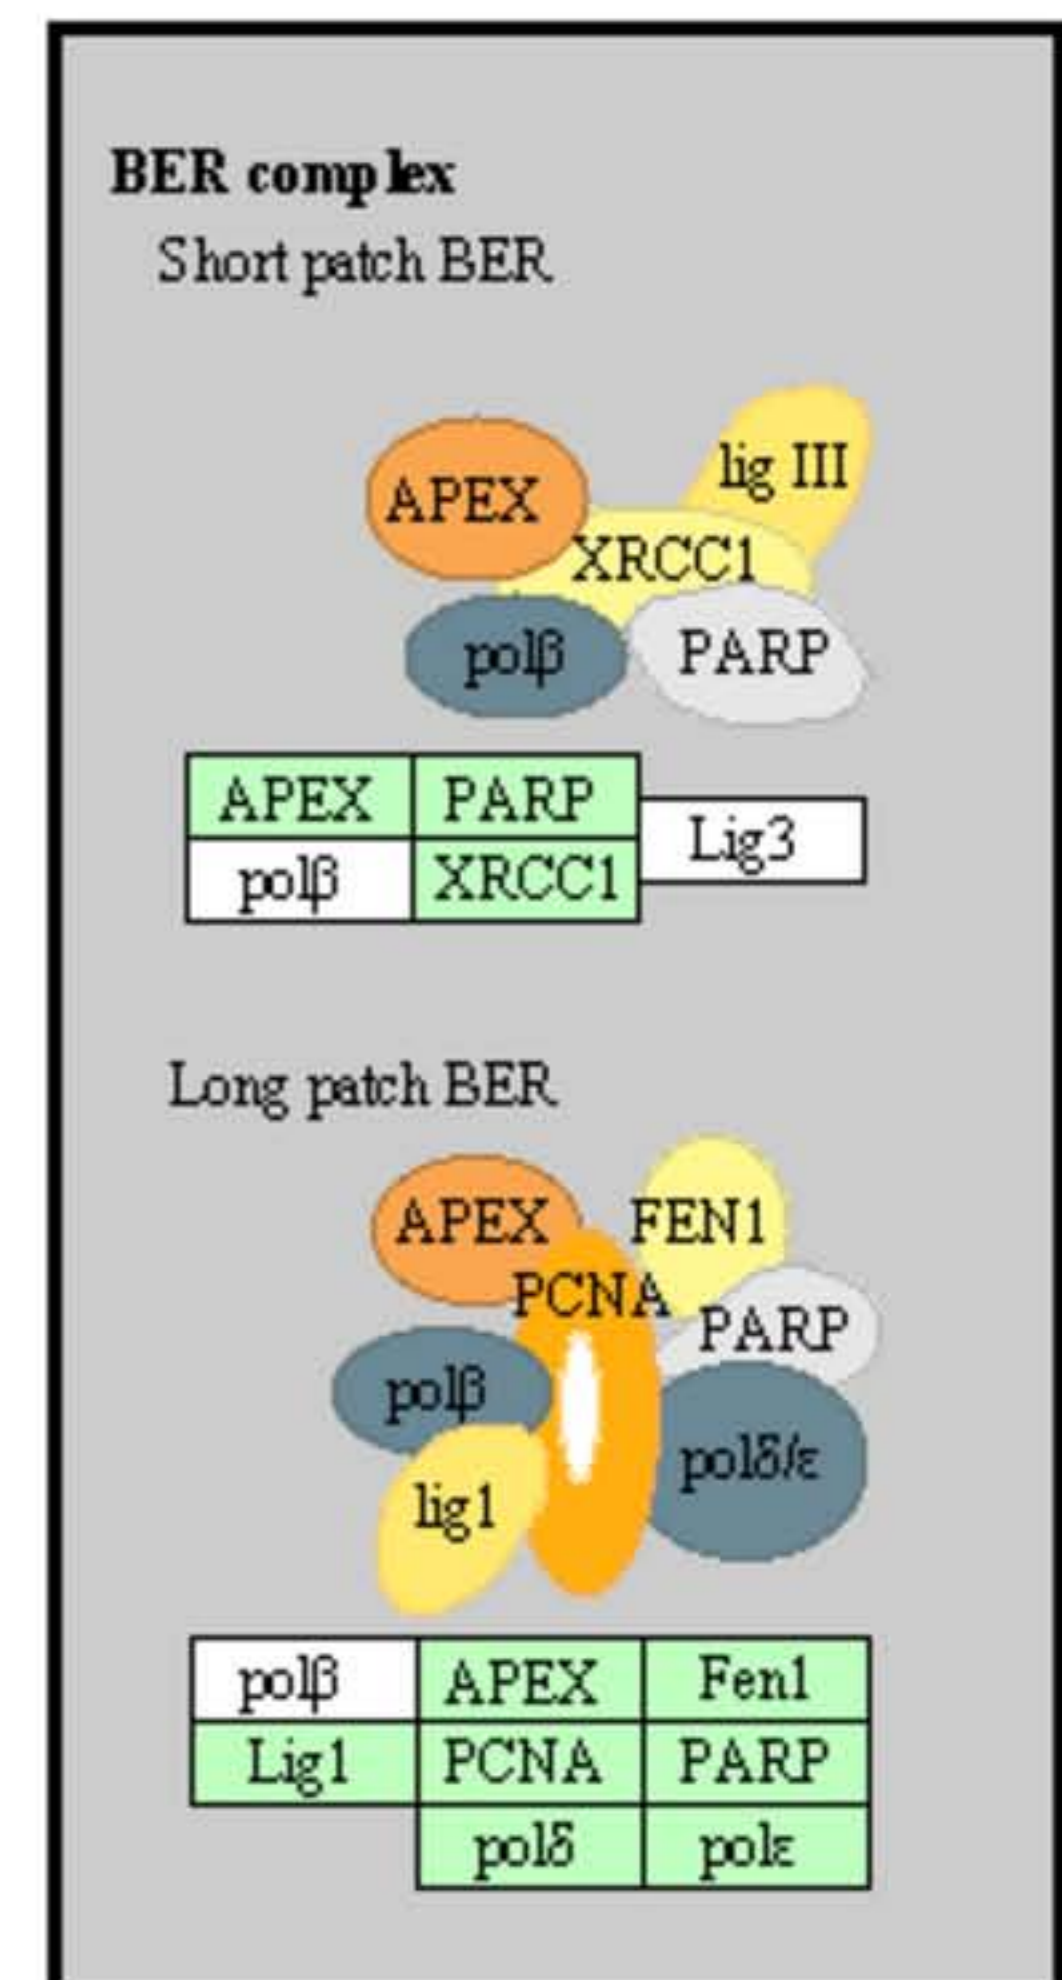 BER complex
Short patch BER
APEX
lig III
XRCC1
polβ
PARP
APEX PARP
Lig3
polβ XRCC1
Long patch BER
APEX FEN1
PCNA
PARP
polβ
polδ/ε
lig1
polβ APEX Fen1
Lig1 PCNA PARP
polδ polε